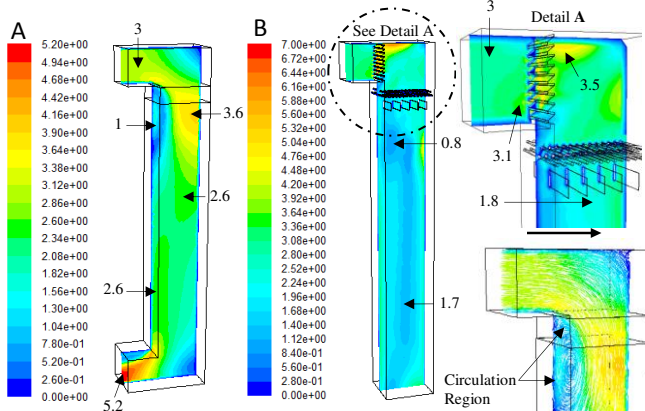 A
5.20e+00
4.94e+00
4.68e+00
4.42e+00
4.16e+00
3.90e+00
3.64e+00
3.38e+00
3.12e+00
2.86e+00
2.60e+00
2.34e+00
2.08e+00
1.82e+00
1.56e+00
1.30e+00
1.04e+00
7.80e-01
5.20e-01
2.60e-01
0.00e+00
3
1
3.6
2.6
2.6
5.2
B
7.00e+00
6.72e+00
6.44e+00
6.16e+00
5.88e+00
5.60e+00
5.32e+00
5.04e+00
4.76e+00
4.48e+00
4.20e+00
3.92e+00
3.64e+00
3.36e+00
3.08e+00
2.80e+00
2.52e+00
2.24e+00
1.96e+00
1.68e+00
1.40e+00
1.12e+00
8.40e-01
5.60e-01
2.80e-01
0.00e+00
See Detail A
0.8
1.7
Detail A
3
3.5
3.1
1.8
Circulation
Region